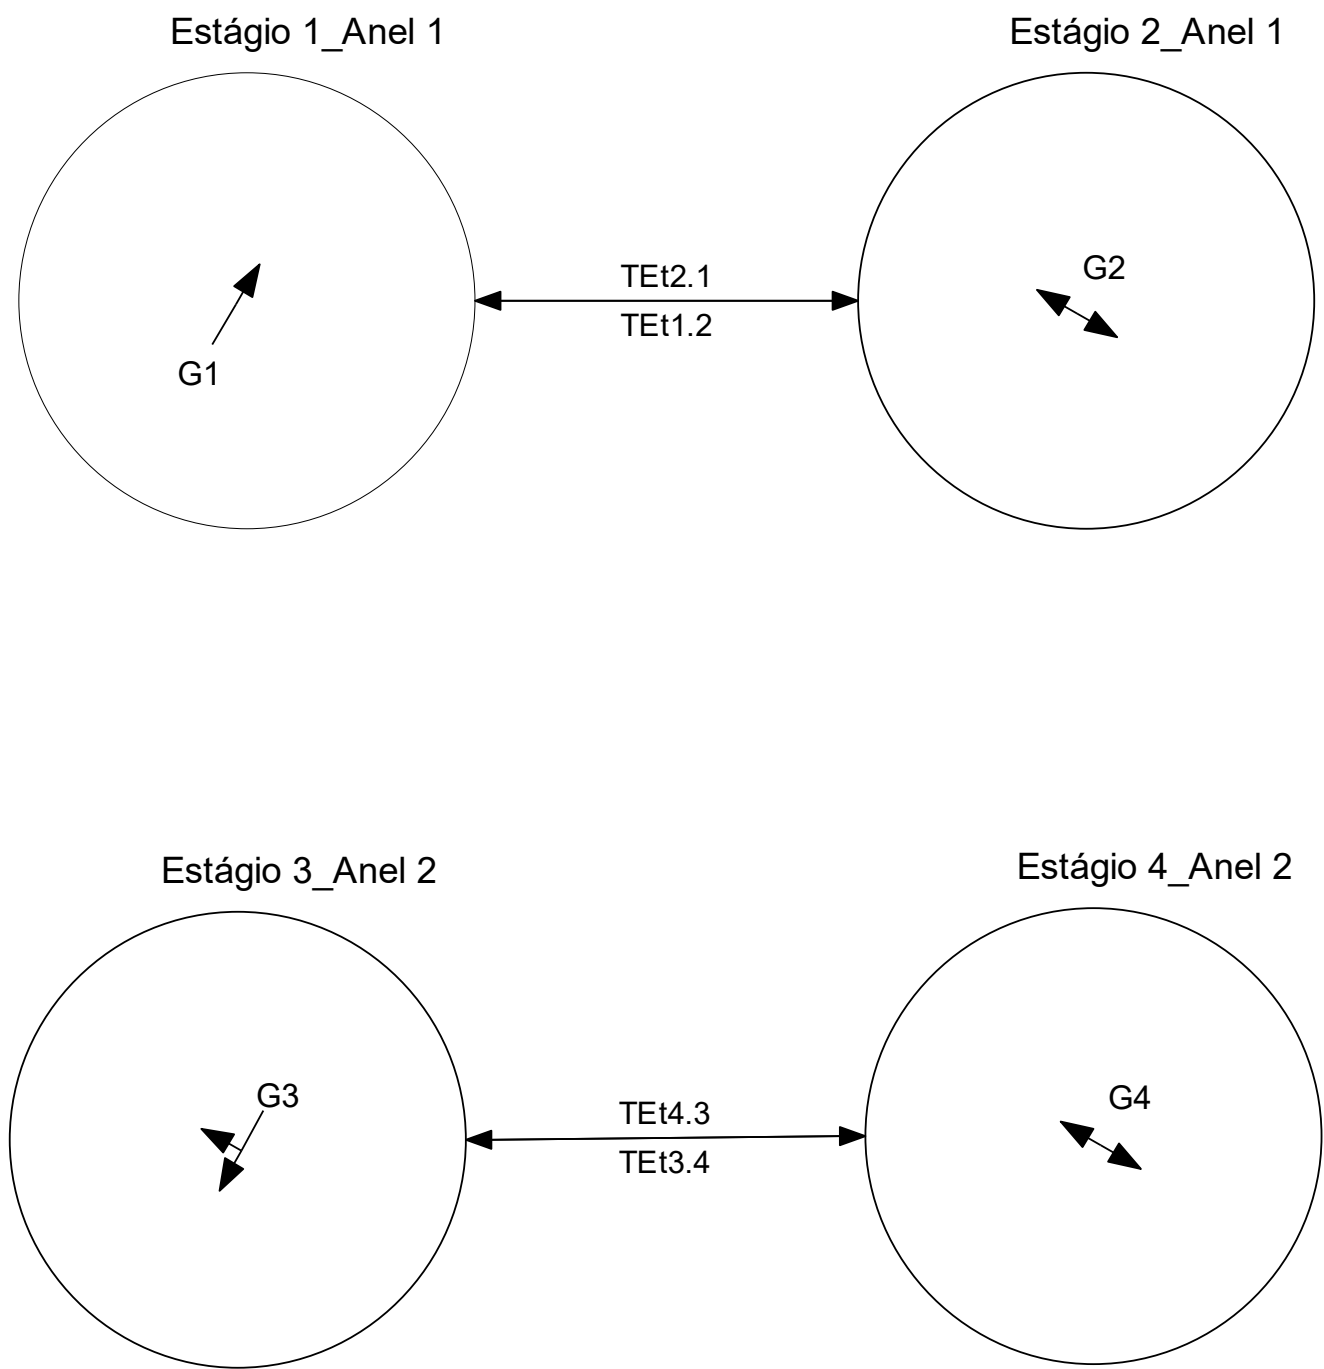 Estágio 1_Anel 1
Estágio 2_Anel 1
G1
TEt2.1
TEt1.2
G2
Estágio 3_Anel 2
Estágio 4_Anel 2
G3
TEt4.3
TEt3.4
G4